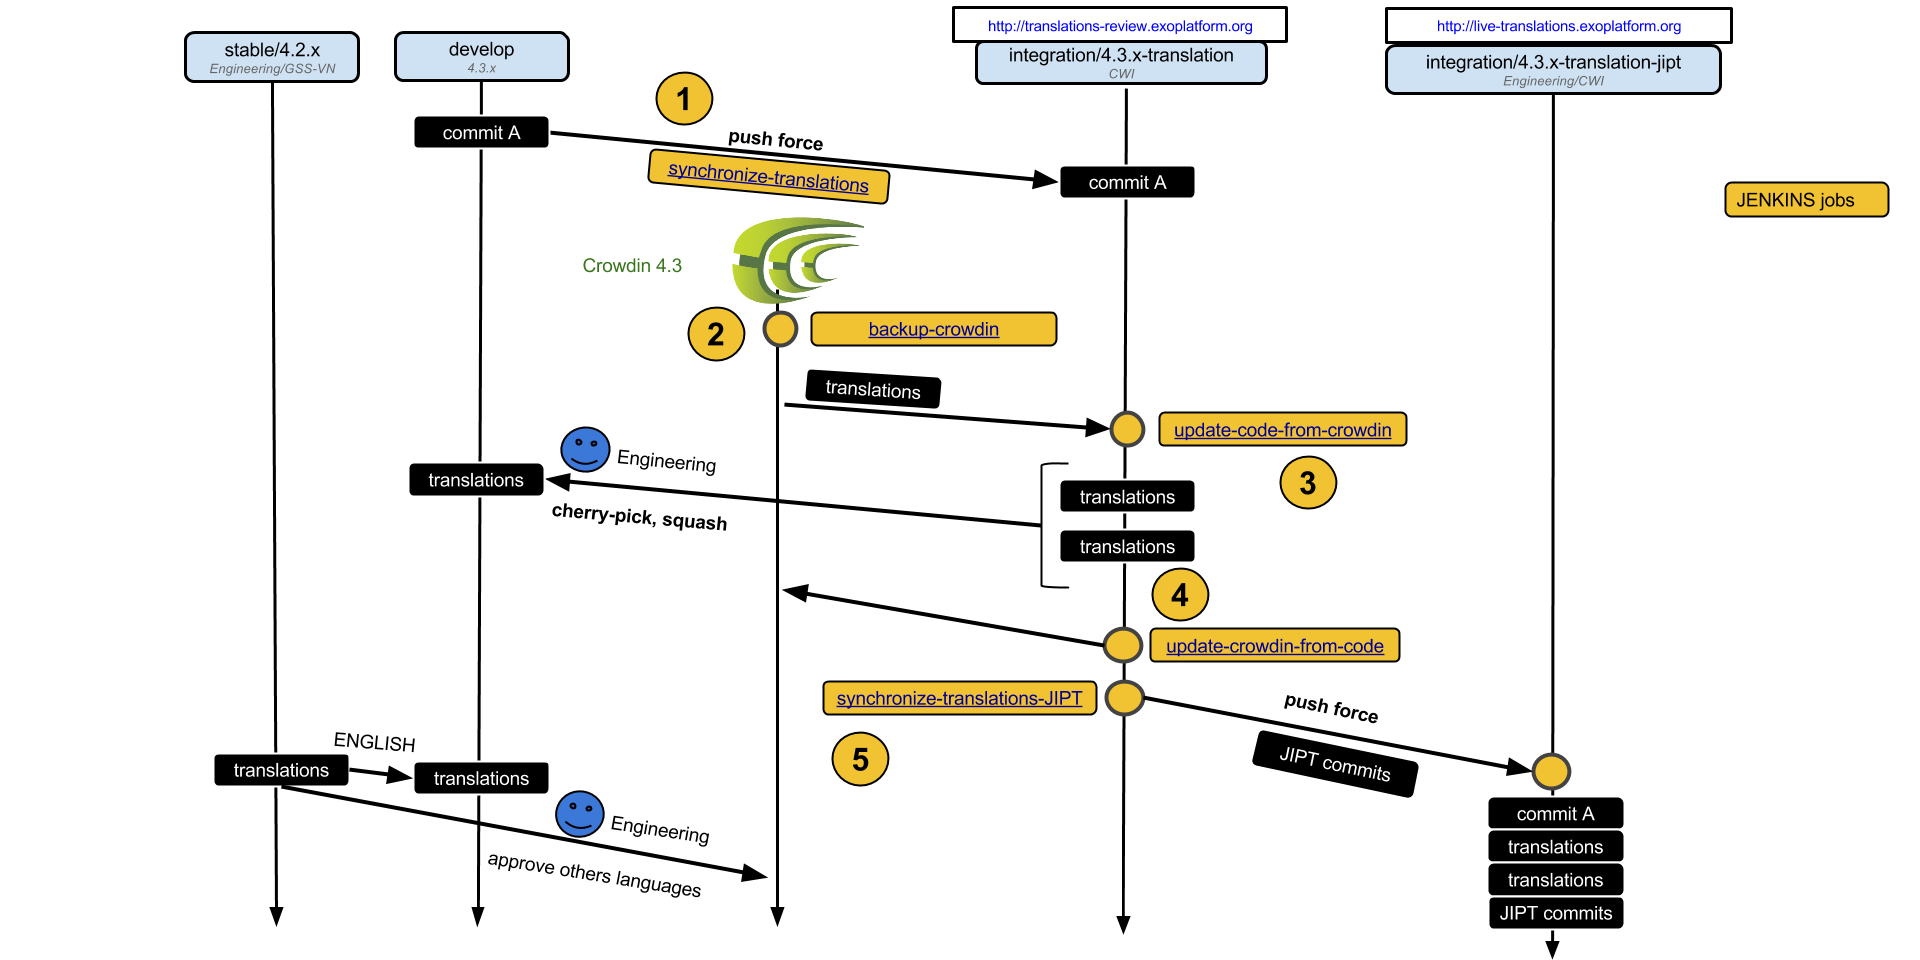 http://translations-review.exoplatform.org
http://live-translations.exoplatform.org
stable/4.2.x
Engineering/GSS-VN
develop
4.3.x
integration/4.3.x-translation
CWI
integration/4.3.x-translation-jipt
Engineering/CWI
1
commit A
push force
synchronize-translations
commit A
JENKINS jobs
Crowdin 4.3
2
backup-crowdin
translations
update-code-from-crowdin
Engineering
translations
cherry-pick, squash
3
translations
translations
4
update-crowdin-from-code
synchronize-translations-JIPT
push force
JIPT commits
5
ENGLISH
translations
translations
Engineering
approve others languages
commit A
translations
translations
JIPT commits